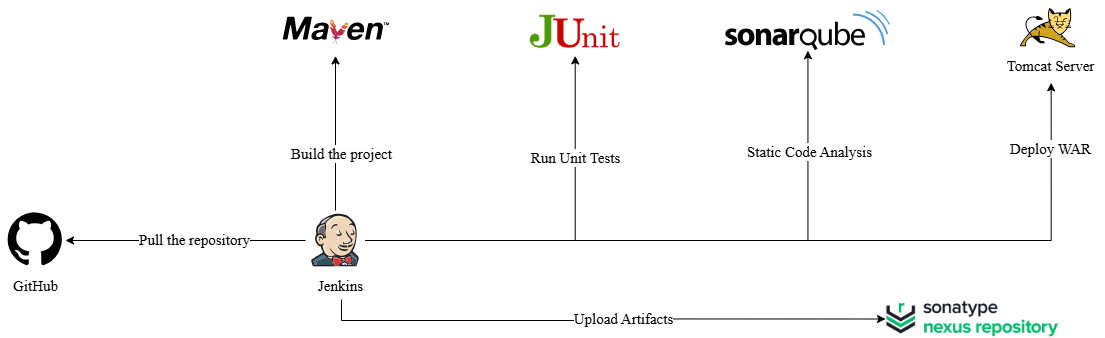 Maven™
JUnit
sonarqube
Tomcat Server
Build the project
Run Unit Tests
Static Code Analysis
Deploy WAR
Pull the repository
GitHub
Jenkins
Upload Artifacts
r
sonatype
nexus repository